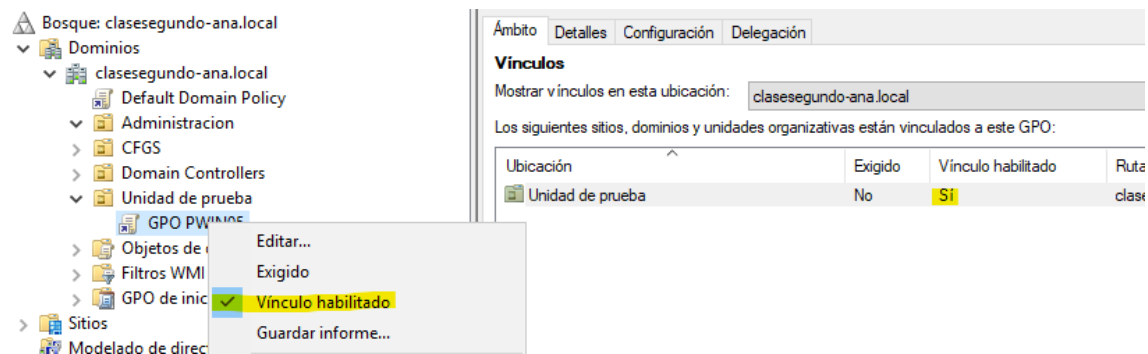 Bosque: clasesegundo-ana.local
Dominios
clasesegundo-ana.local
Default Domain Policy
Administracion
CFGS
Domain Controllers
Unidad de prueba
GPO PWIN05
Objetos de
Filtros WMI
GPO de inic
Sitios
Modelado de direc
Editar...
Exigido
Vínculo habilitado
Guardar informe...
Ámbito Detalles Configuración Delegación
Vínculos
Mostrar vínculos en esta ubicación: clasesegundo-ana.local
Los siguientes sitios, dominios y unidades organizativas están vinculados a este GPO:
Ubicación Exigido Vínculo habilitado Ruta
Unidad de prueba No Sí clase